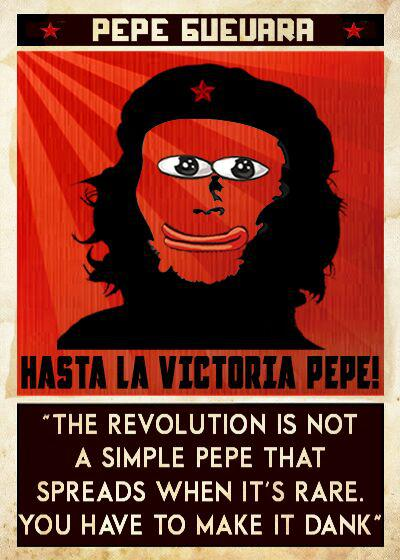 PEPE GUEVARA
HASTA LA VICTORIA PEPE!
"THE REVOLUTION IS NOT
A SIMPLE PEPE THAT
SPREADS WHEN IT'S RARE.
YOU HAVE TO MAKE IT DANK"